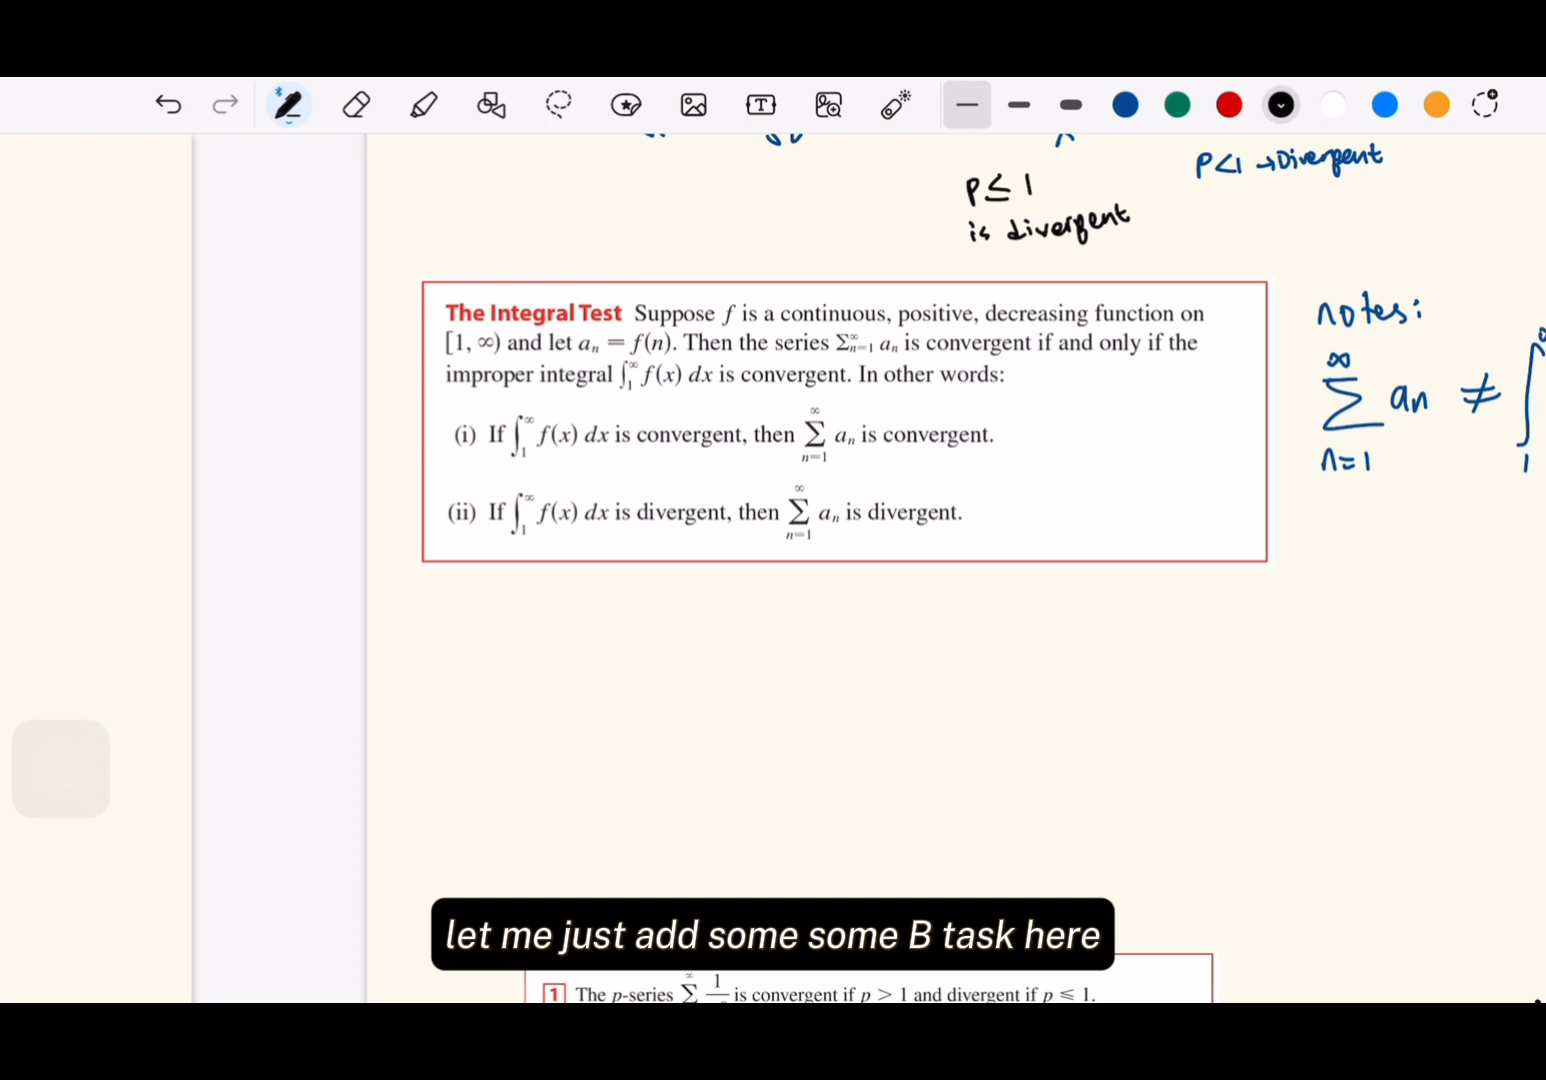 p<1 →Divergent
p≤ 1
is divergent
The Integral Test Suppose f is a continuous, positive, decreasing function on
[1, ∞) and let aₙ = f(n). Then the series Σ∞n=1 aₙ is convergent if and only if the
improper integral ∫₁^∞ f(x) dx is convergent. In other words:
(i) If ∫₁^∞ f(x) dx is convergent, then ∞Σn=1 aₙ is convergent.
(ii) If ∫₁^∞ f(x) dx is divergent, then ∞Σn=1 aₙ is divergent.
notes:
∞Σn=1 an ≠ ∫₁
let me just add some some B task here
1 The p-series ∞Σ 1 is convergent if p > 1 and divergent if p ≤ 1.